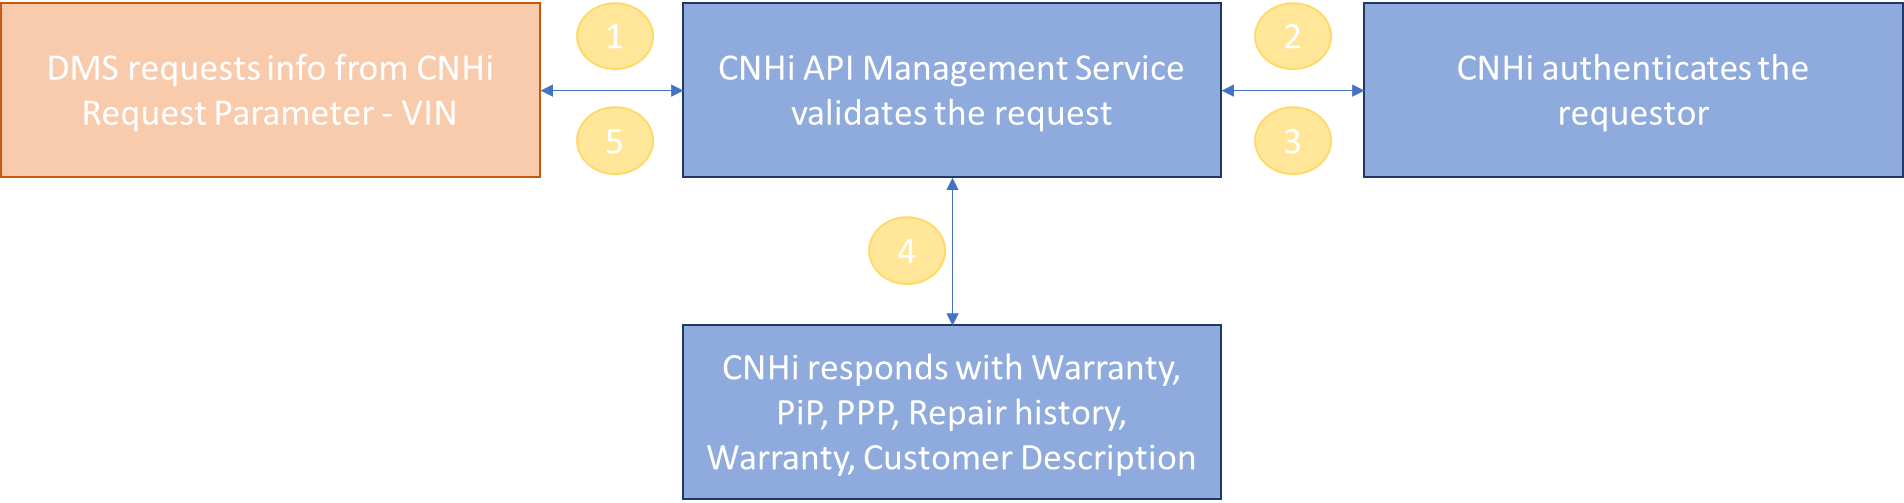 DMS requests info from CNHi
Request Parameter - VIN
1
5
CNHi API Management Service
validates the request
2
3
CNHi authenticates the
requestor
4
CNHi responds with Warranty,
PiP, PPP, Repair history,
Warranty, Customer Description